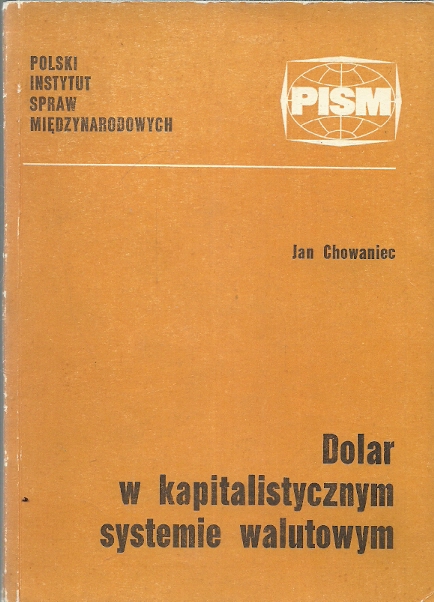 POLSKI
INSTYTUT
SPRAW
MIĘDZYNARODOWYCH
PISM
Jan Chowaniec
Dolar
w kapitalistycznym
systemie walutowym